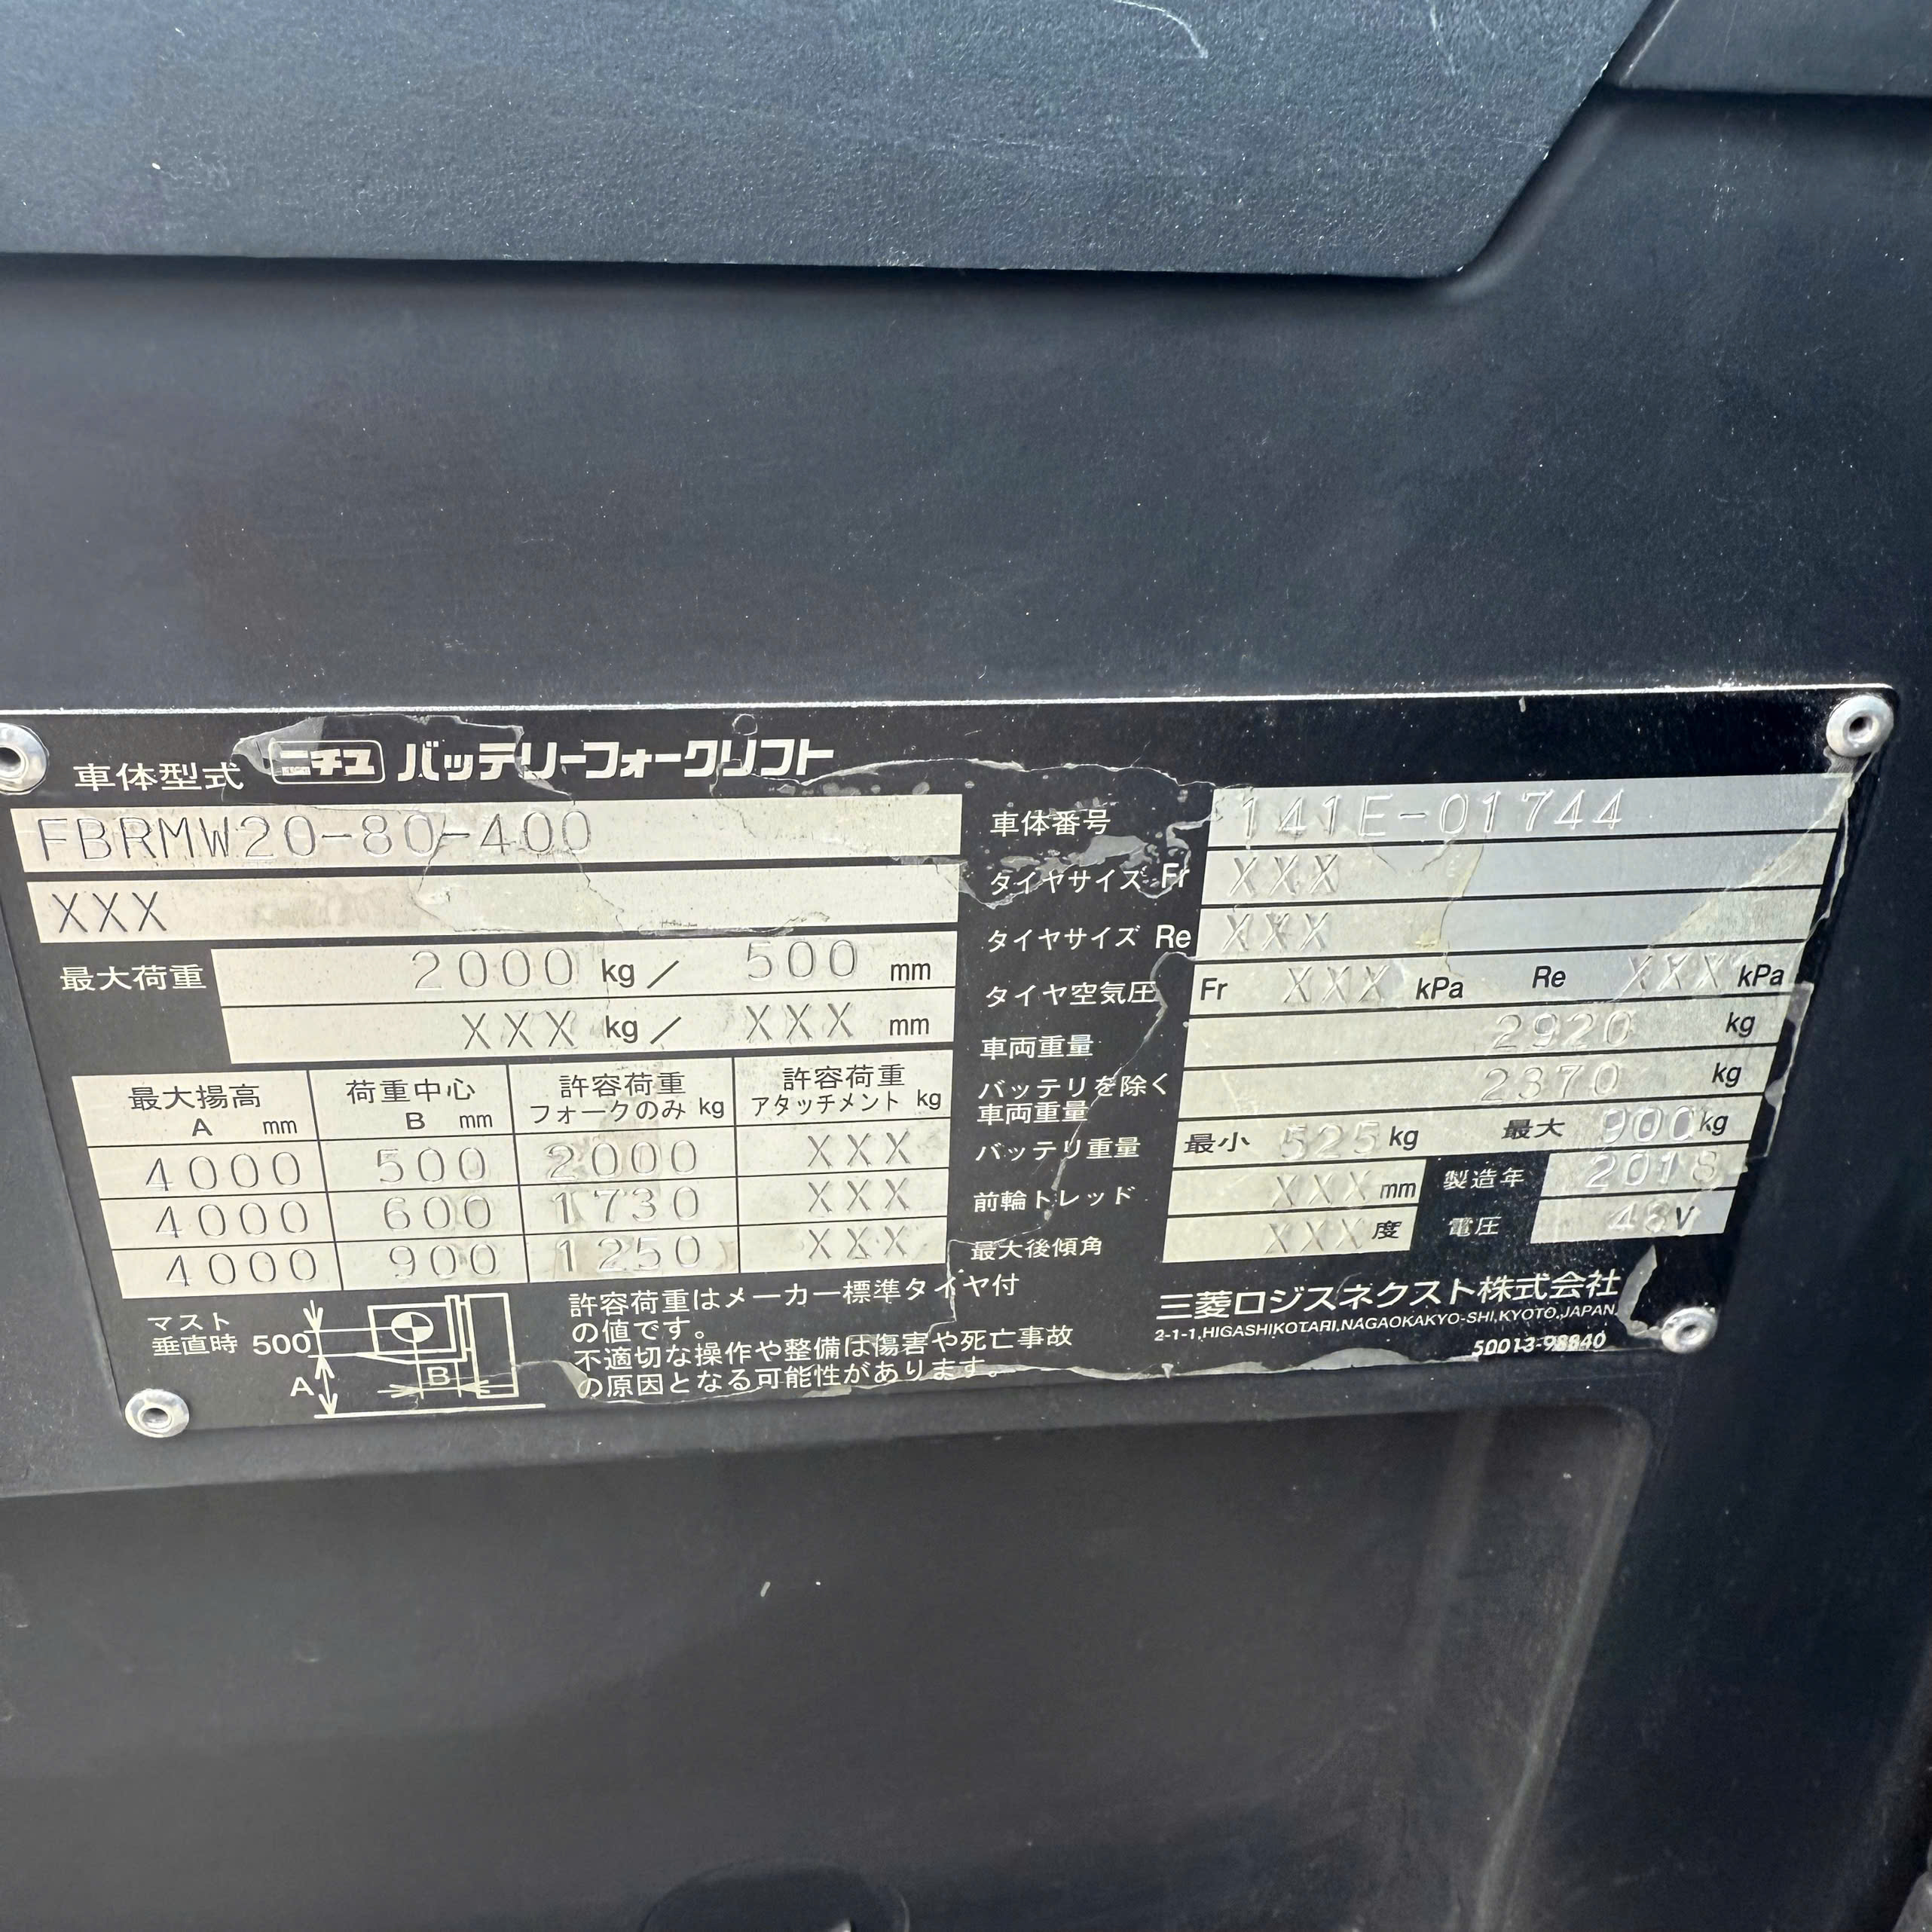 車体型式 ニチユ バッテリーフォークリフト
FBRMW20-80-400
XXX
最大荷重 2000 kg / 500 mm
XXX kg / XXX mm
最大揚高 A mm 荷重中心 B mm 許容荷重 フォークのみ kg 許容荷重 アタッチメント kg
4000 500 2000 XXX
4000 600 1730 XXX
4000 900 1250 XXX
マスト
垂直時 500
A
B
許容荷重はメーカー標準タイヤ付
の値です。
不適切な操作や整備は傷害や死亡事故
の原因となる可能性があります。
車体番号 141E-01744
タイヤサイズ Fr XXX
タイヤサイズ Re XXX
タイヤ空気圧 Fr XXX kPa Re XXX kPa
車両重量 2920 kg
バッテリを除く
車両重量 2370 kg
バッテリ重量 最小 525 kg 最大 900 kg
前輪トレッド XXX mm 製造年 2018
最大後傾角 XXX 度 電圧 48 V
三菱ロジスネクスト株式会社
2-1-1,HIGASHIKOTARI,NAGAOKAKYO-SHI,KYOTO,JAPAN
50013-98840